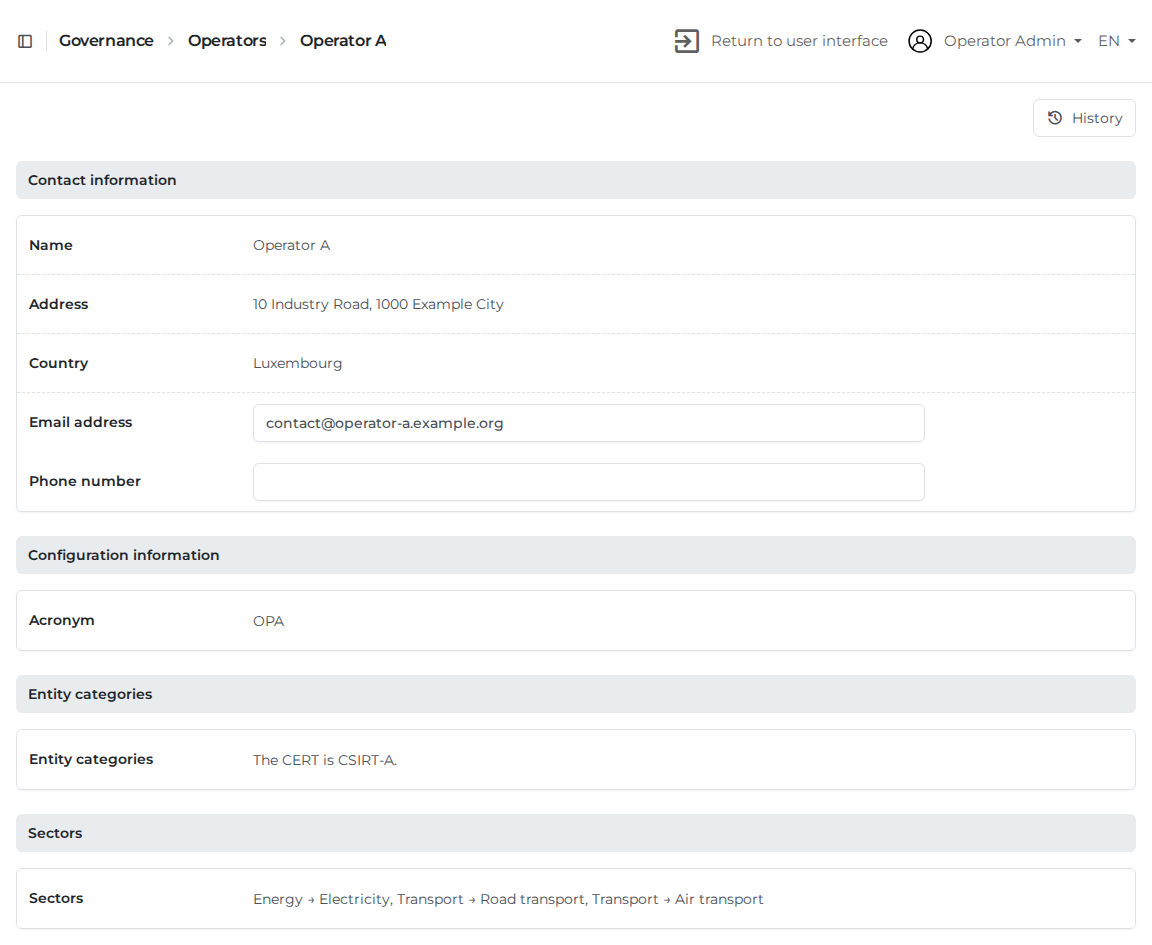 Governance > Operators > Operator A
Return to user interface
Operator Admin
EN
History
Contact information
Name
Operator A
Address
10 Industry Road, 1000 Example City
Country
Luxembourg
Email address
contact@operator-a.example.org
Phone number
Configuration information
Acronym
OPA
Entity categories
Entity categories
The CERT is CSIRT-A.
Sectors
Sectors
Energy → Electricity, Transport → Road transport, Transport → Air transport